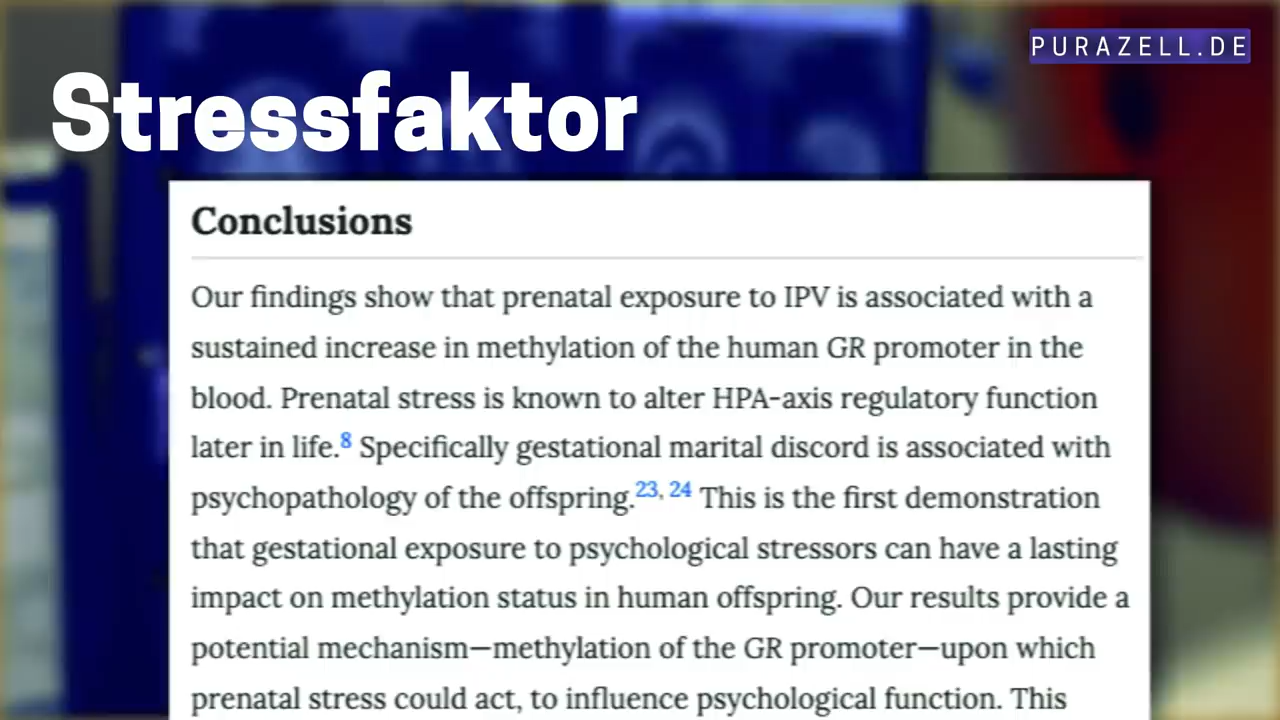 PURAZELL.DE
Stressfaktor
Conclusions
Our findings show that prenatal exposure to IPV is associated with a
sustained increase in methylation of the human GR promoter in the
blood. Prenatal stress is known to alter HPA-axis regulatory function
later in life.8 Specifically gestational marital discord is associated with
psychopathology of the offspring.23, 24 This is the first demonstration
that gestational exposure to psychological stressors can have a lasting
impact on methylation status in human offspring. Our results provide a
potential mechanism—methylation of the GR promoter—upon which
prenatal stress could act, to influence psychological function. This